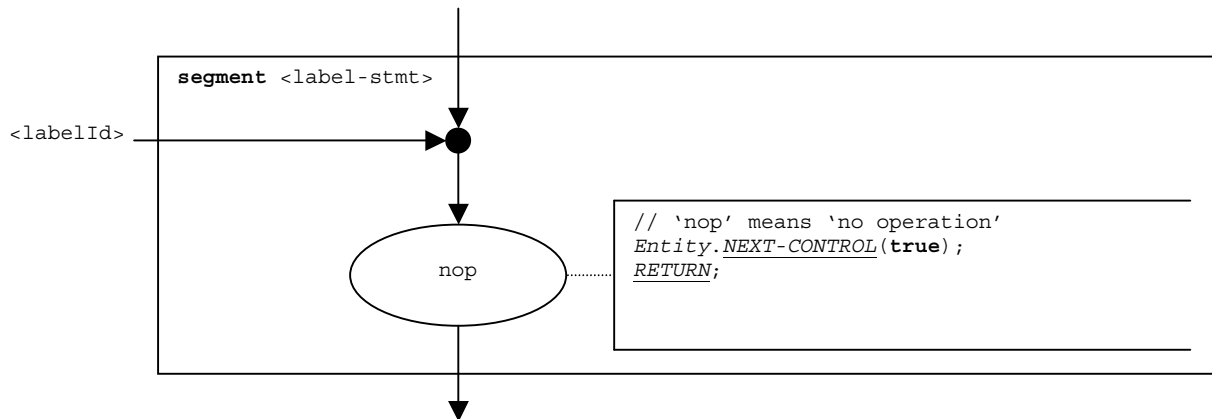 segment <label-stmt>
<labelId>
// ‘nop’ means ‘no operation’
Entity.NEXT-CONTROL(true);
RETURN;
nop